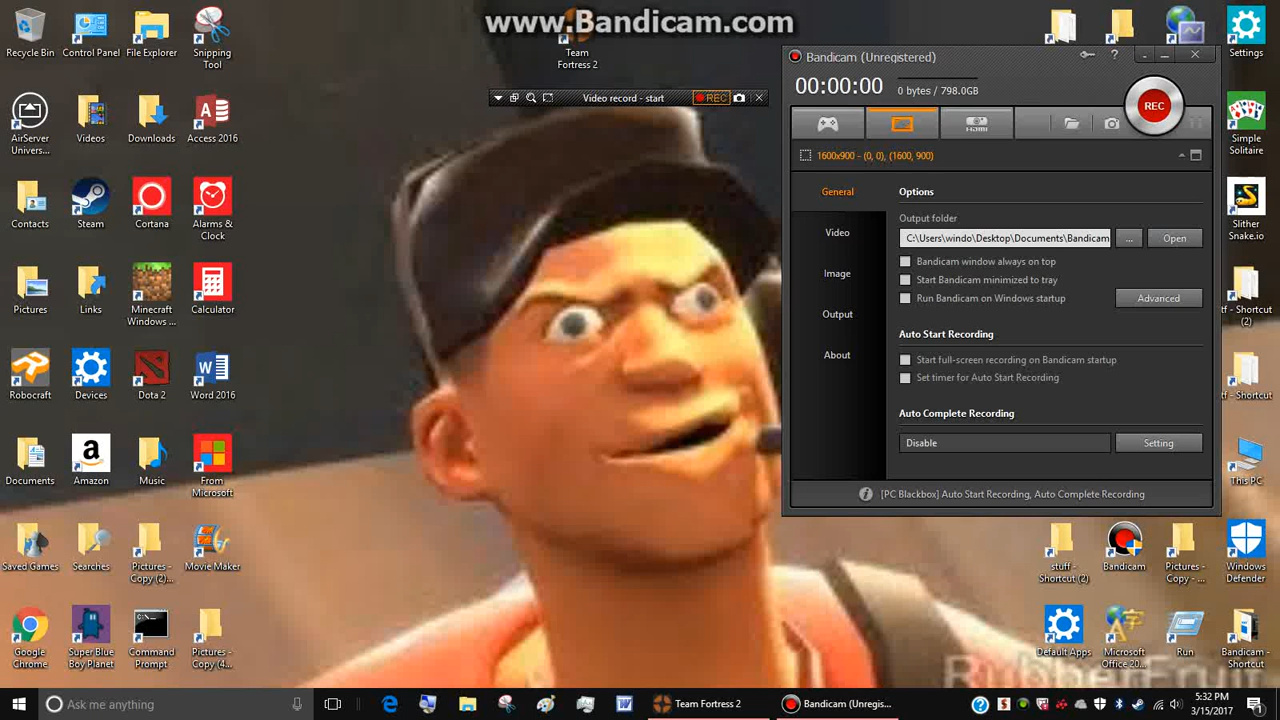 www.Bandicam.com
Recycle Bin
Control Panel
File Explorer
Snipping
Tool
Team
Fortress 2
Settings
AirServer
Univers...
Videos
Downloads
Access 2016
Simple
Solitaire
Contacts
Steam
Cortana
Alarms &
Clock
Slither
Snake.io
Pictures
Links
Minecraft
Windows ...
Calculator
tf - Shortcut
(2)
Robocraft
Devices
Dota 2
Word 2016
tf - Shortcut
Documents
Amazon
Music
From
Microsoft
This PC
Saved Games
Searches
Pictures -
Copy (2)...
Movie Maker
stuff -
Shortcut (2)
Bandicam
Pictures -
Copy - ...
Windows
Defender
Google
Chrome
Super Blue
Boy Planet
Command
Prompt
Pictures -
Copy (4...
Default Apps
Microsoft
Office 20...
Run
Bandicam -
Shortcut
Video record - start
REC
Bandicam (Unregistered)
00:00:00
0 bytes / 798.0GB
REC
HDMI
1600x900 - (0, 0), (1600, 900)
General
Video
Image
Output
About
Options
Output folder
C:\Users\windo\Desktop\Documents\Bandicam
...
Open
Bandicam window always on top
Start Bandicam minimized to tray
Run Bandicam on Windows startup
Advanced
Auto Start Recording
Start full-screen recording on Bandicam startup
Set timer for Auto Start Recording
Auto Complete Recording
Disable
Setting
[PC Blackbox] Auto Start Recording, Auto Complete Recording
Ask me anything
Team Fortress 2
Bandicam (Unregis...
5:32 PM
3/15/2017